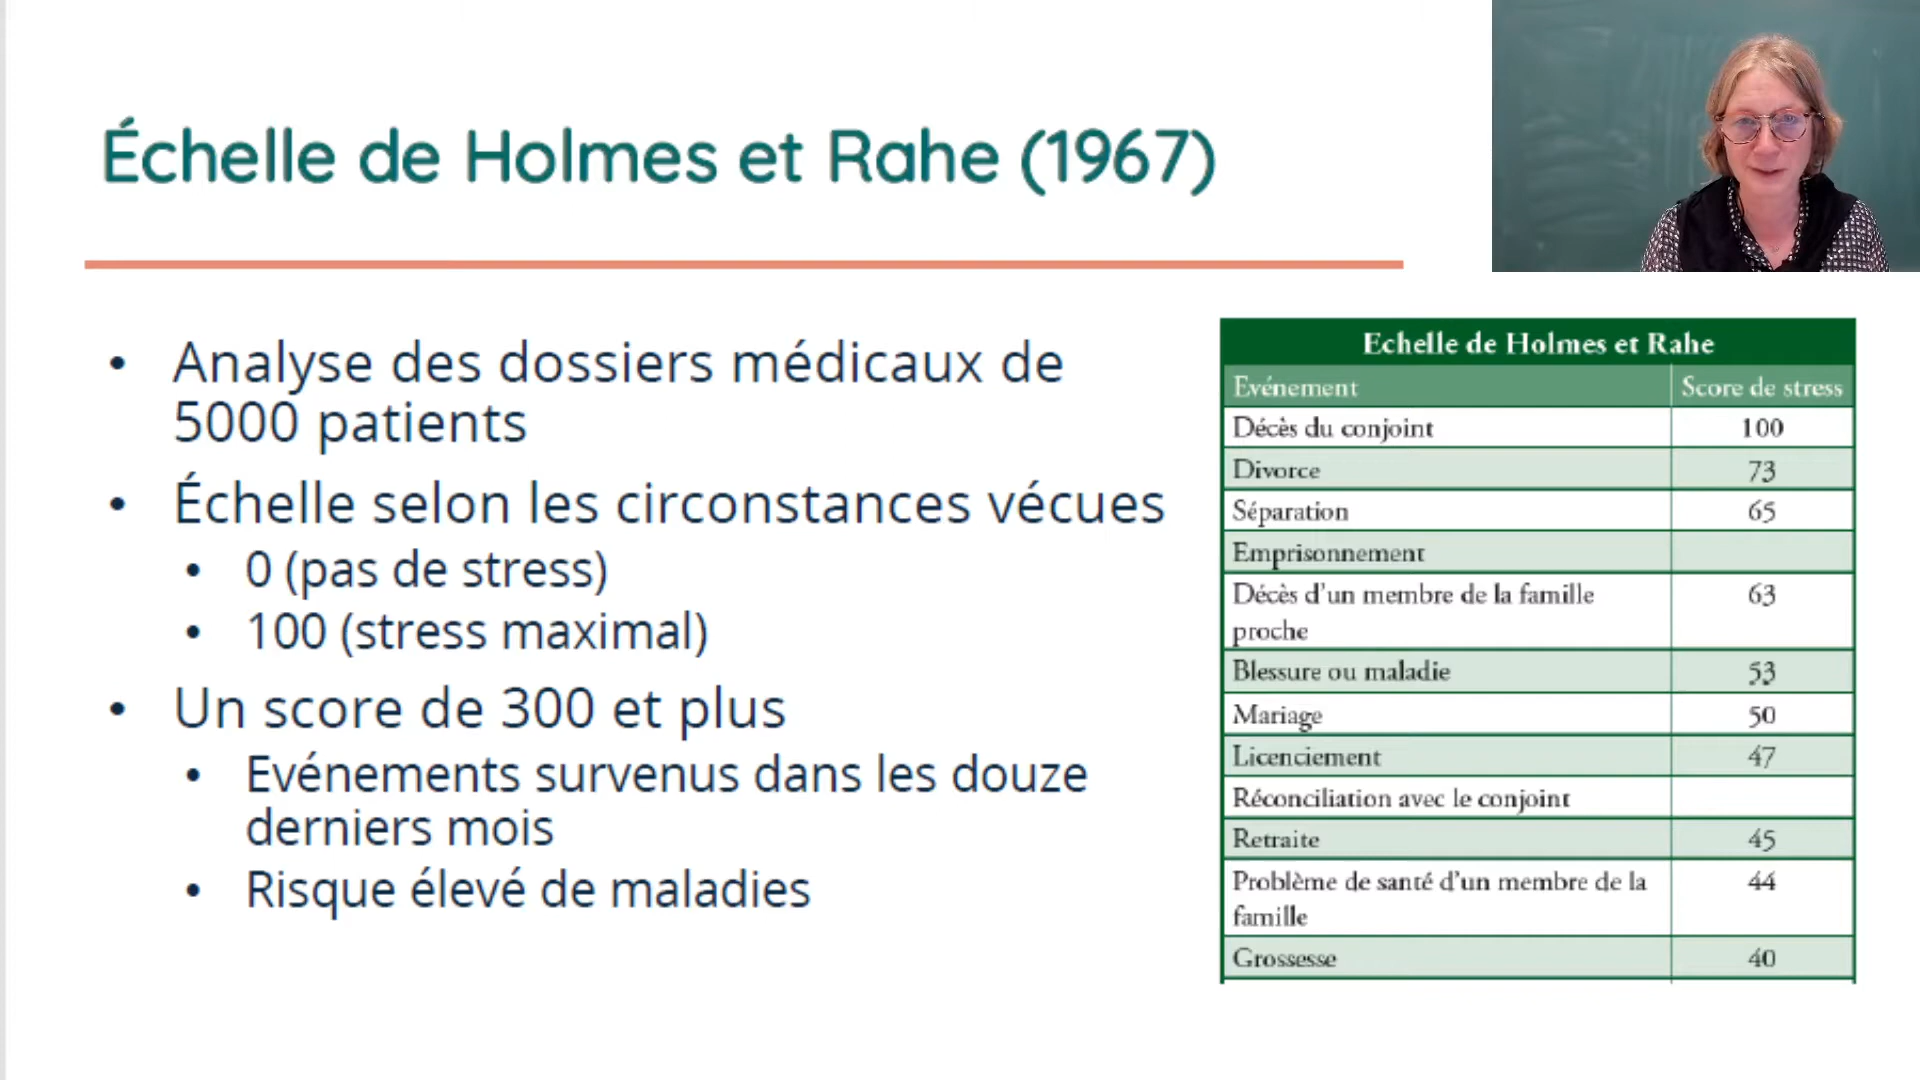 Échelle de Holmes et Rahe (1967)
• Analyse des dossiers médicaux de
5000 patients
• Échelle selon les circonstances vécues
• 0 (pas de stress)
• 100 (stress maximal)
• Un score de 300 et plus
• Evénements survenus dans les douze
derniers mois
• Risque élevé de maladies
Echelle de Holmes et Rahe
Evénement Score de stress
Décès du conjoint 100
Divorce 73
Séparation 65
Emprisonnement
Décès d'un membre de la famille 63
proche
Blessure ou maladie 53
Mariage 50
Licenciement 47
Réconciliation avec le conjoint
Retraite 45
Problème de santé d'un membre de la 44
famille
Grossesse 40